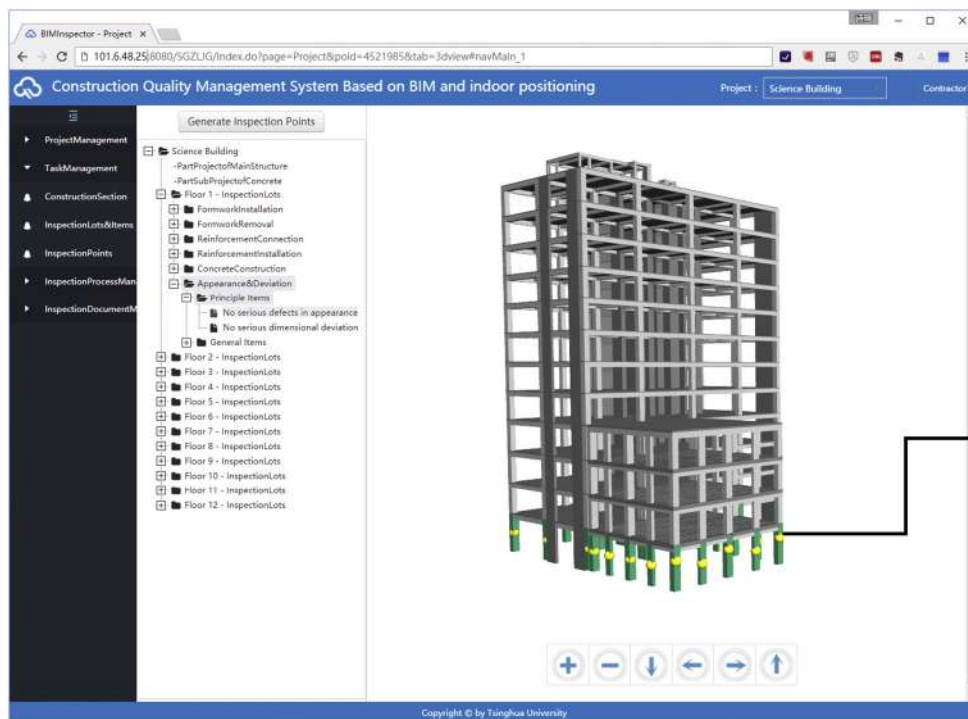 BIMInspector - Project
101.6.48.25:8080/SGZLJG/Index.do?page=Project&poId=4521985&tab=3dview#navMain_1
Construction Quality Management System Based on BIM and indoor positioning
Project : Science Building
Contractor
ProjectManagement
TaskManagement
ConstructionSection
InspectionLots&Items
InspectionPoints
InspectionProcessMan
InspectionDocumentM
Generate Inspection Points
Science Building
-PartProjectofMainStructure
-PartSubProjectofConcrete
Floor 1 - InspectionLots
FormworkInstallation
FormworkRemoval
ReinforcementConnection
ReinforcementInstallation
ConcreteConstruction
Appearance&Deviation
Principle Items
No serious defects in appearance
No serious dimensional deviation
General Items
Floor 2 - InspectionLots
Floor 3 - InspectionLots
Floor 4 - InspectionLots
Floor 5 - InspectionLots
Floor 6 - InspectionLots
Floor 7 - InspectionLots
Floor 8 - InspectionLots
Floor 9 - InspectionLots
Floor 10 - InspectionLots
Floor 11 - InspectionLots
Floor 12 - InspectionLots
Copyright © by Tsinghua University